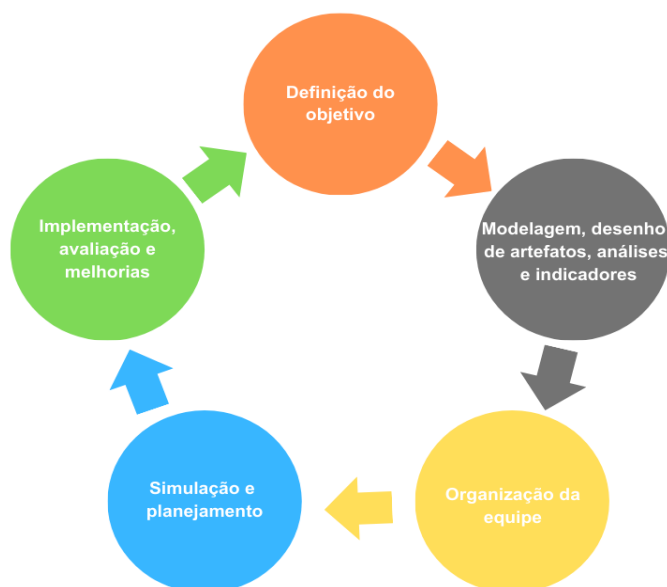 Definição do
objetivo
Modelagem, desenho
de artefatos, análises
e indicadores
Organização da
equipe
Simulação e
planejamento
Implementação,
avaliação e
melhorias